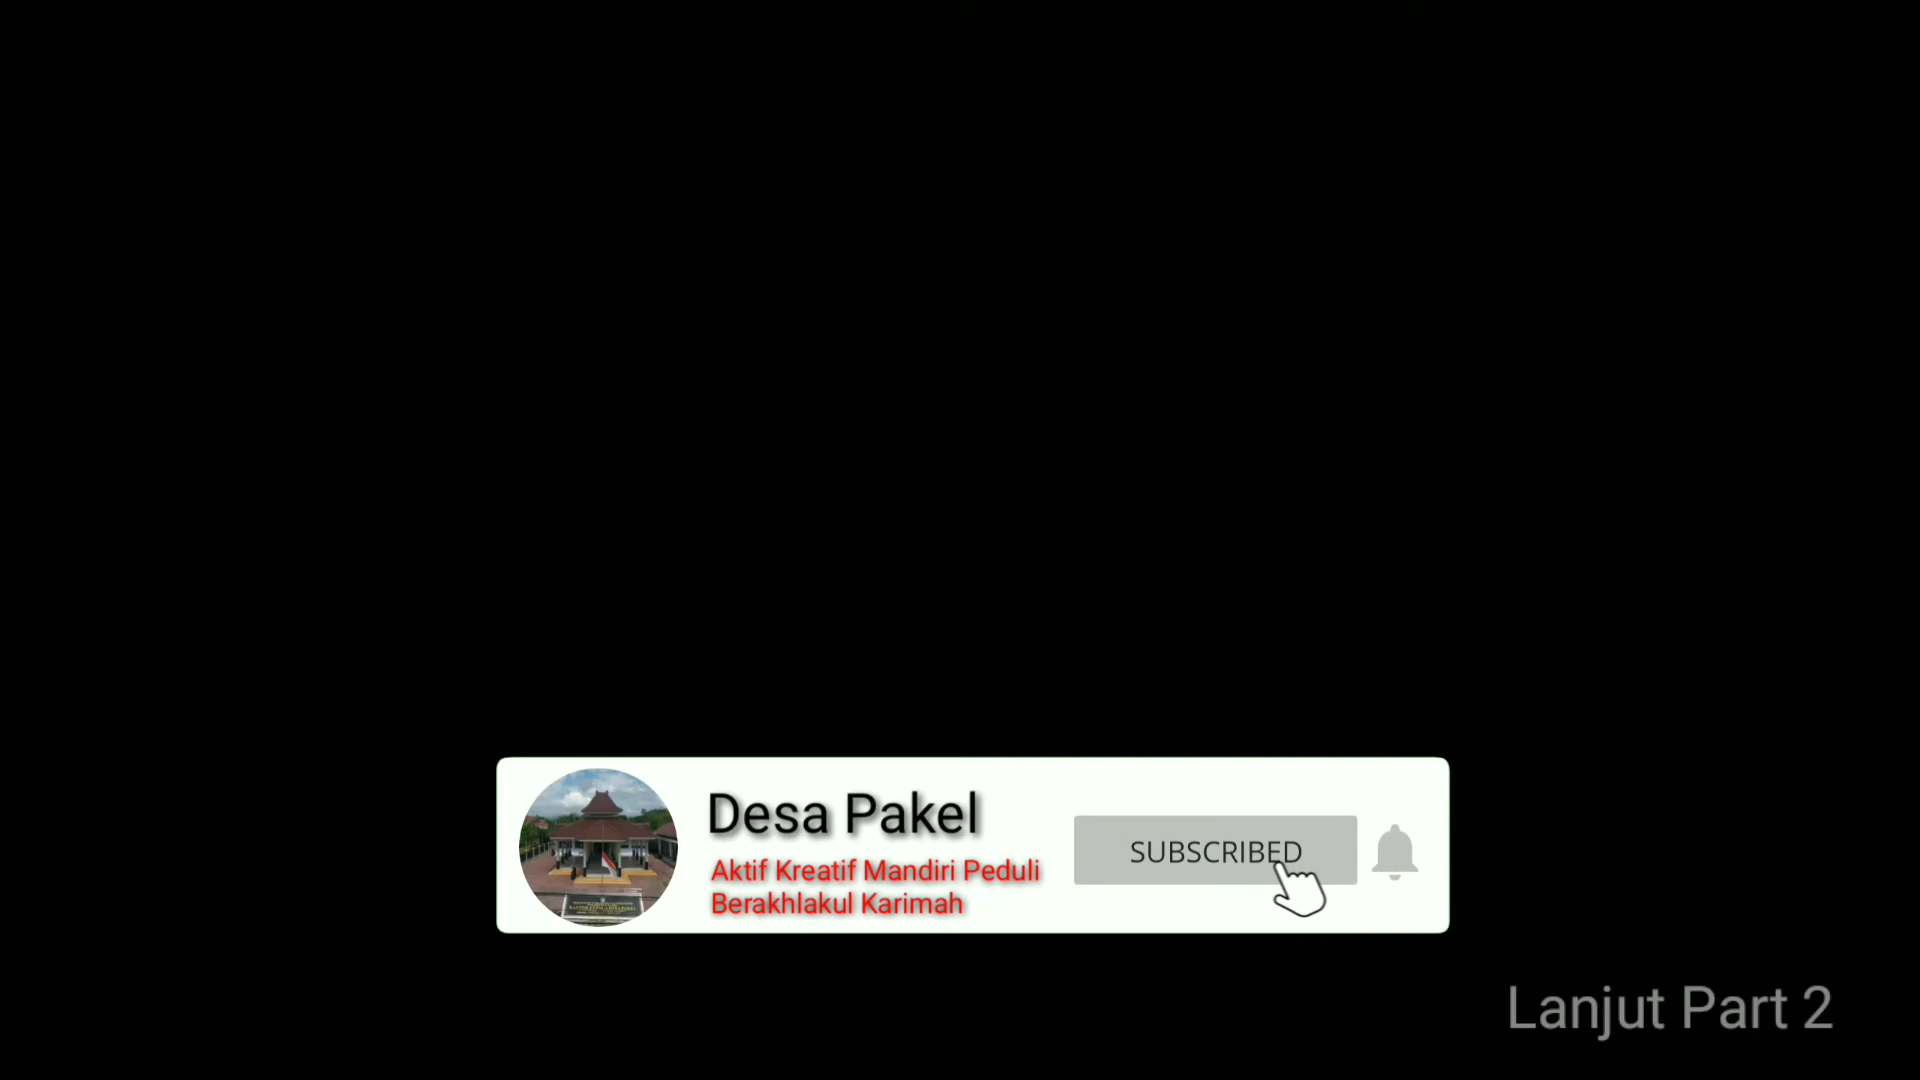 Desa Pakel
Aktif Kreatif Mandiri Peduli
Berakhlakul Karimah
SUBSCRIBED
Lanjut Part 2